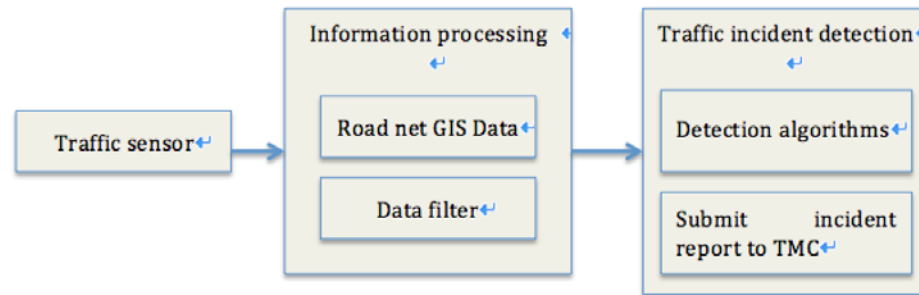 Traffic sensor
Information processing
Road net GIS Data
Data filter
Traffic incident detection
Detection algorithms
Submit incident
report to TMC